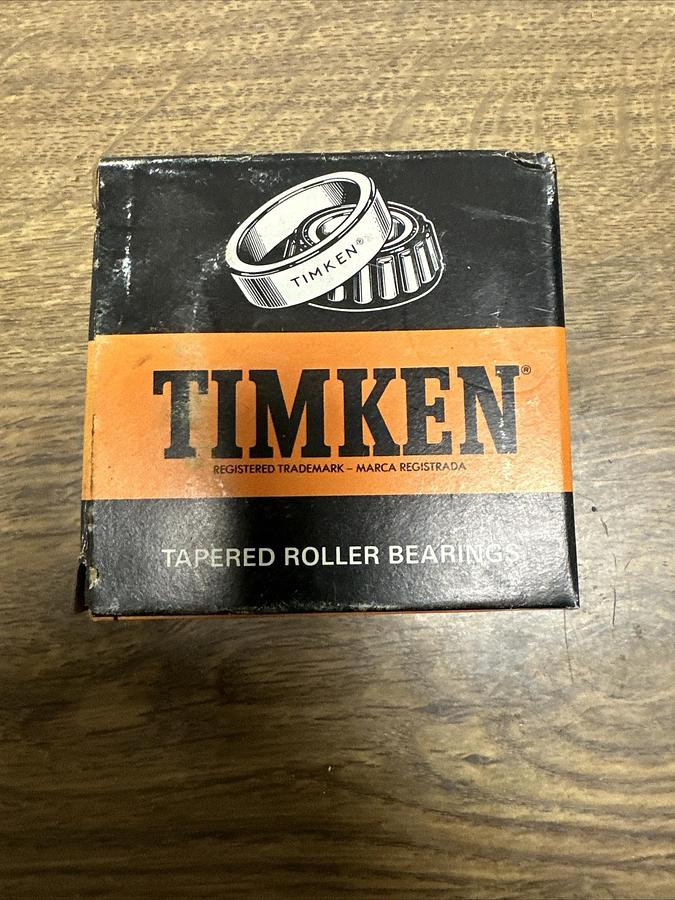 TIMKEN®
TIMKEN®
REGISTERED TRADEMARK – MARCA REGISTRADA
TAPERED ROLLER BEARINGS